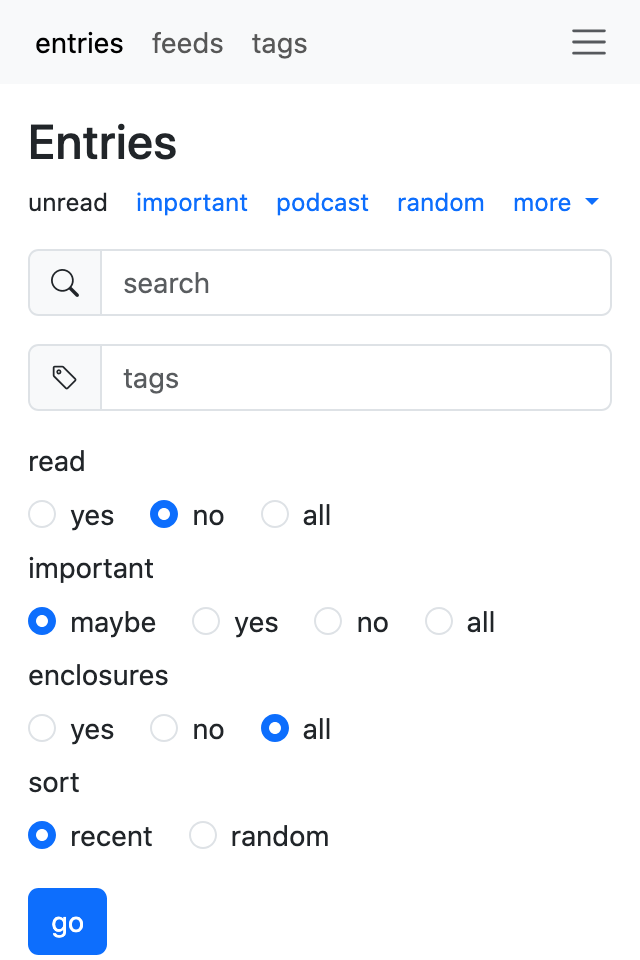 entries feeds tags
Entries
unread important podcast random more
search
tags
read
yes no all
important
maybe yes no all
enclosures
yes no all
sort
recent random
go